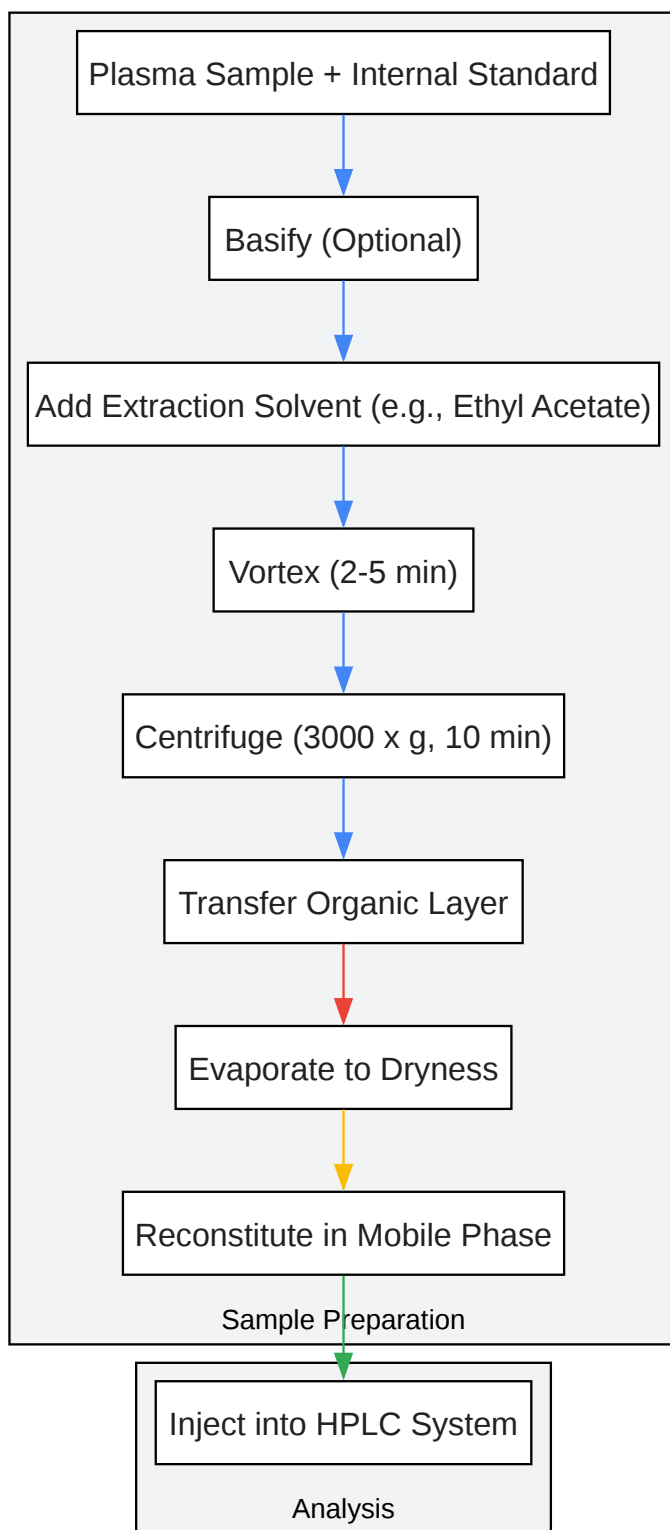 Plasma Sample + Internal Standard
Basify (Optional)
Add Extraction Solvent (e.g., Ethyl Acetate)
Vortex (2-5 min)
Centrifuge (3000 x g, 10 min)
Transfer Organic Layer
Evaporate to Dryness
Reconstitute in Mobile Phase
Sample Preparation
Inject into HPLC System
Analysis